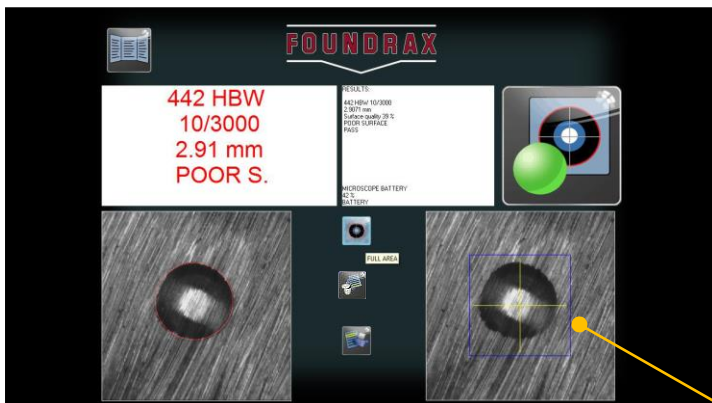 FOUNDRAX
442 HBW
10/3000
2.91 mm
POOR S.
RESULTS:
442 HBW 10/3000
2.9071 mm
Surface quality 39 %
POOR SURFACE
PASS
MICROSCOPE BATTERY
42 %
BATTERY
FULL AREA